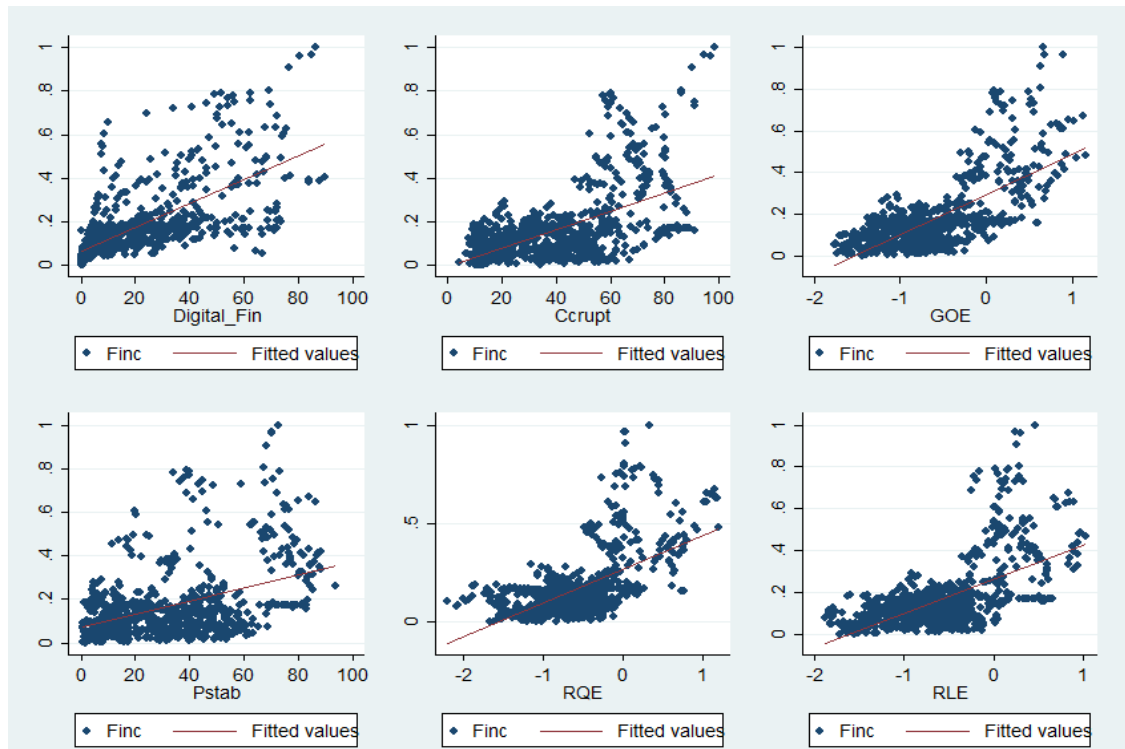 1
.8
.6
.4
.2
0
0 20 40 60 80 100
Digital_Fin
Finc Fitted values
1
.8
.6
.4
.2
0
0 20 40 60 80 100
Ccrupt
Finc Fitted values
1
.8
.6
.4
.2
0
-2 -1 0 1
GOE
Finc Fitted values
1
.8
.6
.4
.2
0
0 20 40 60 80 100
Pstab
Finc Fitted values
1
.5
0
-2 -1 0 1
RQE
Finc Fitted values
1
.8
.6
.4
.2
0
-2 -1 0 1
RLE
Finc Fitted values